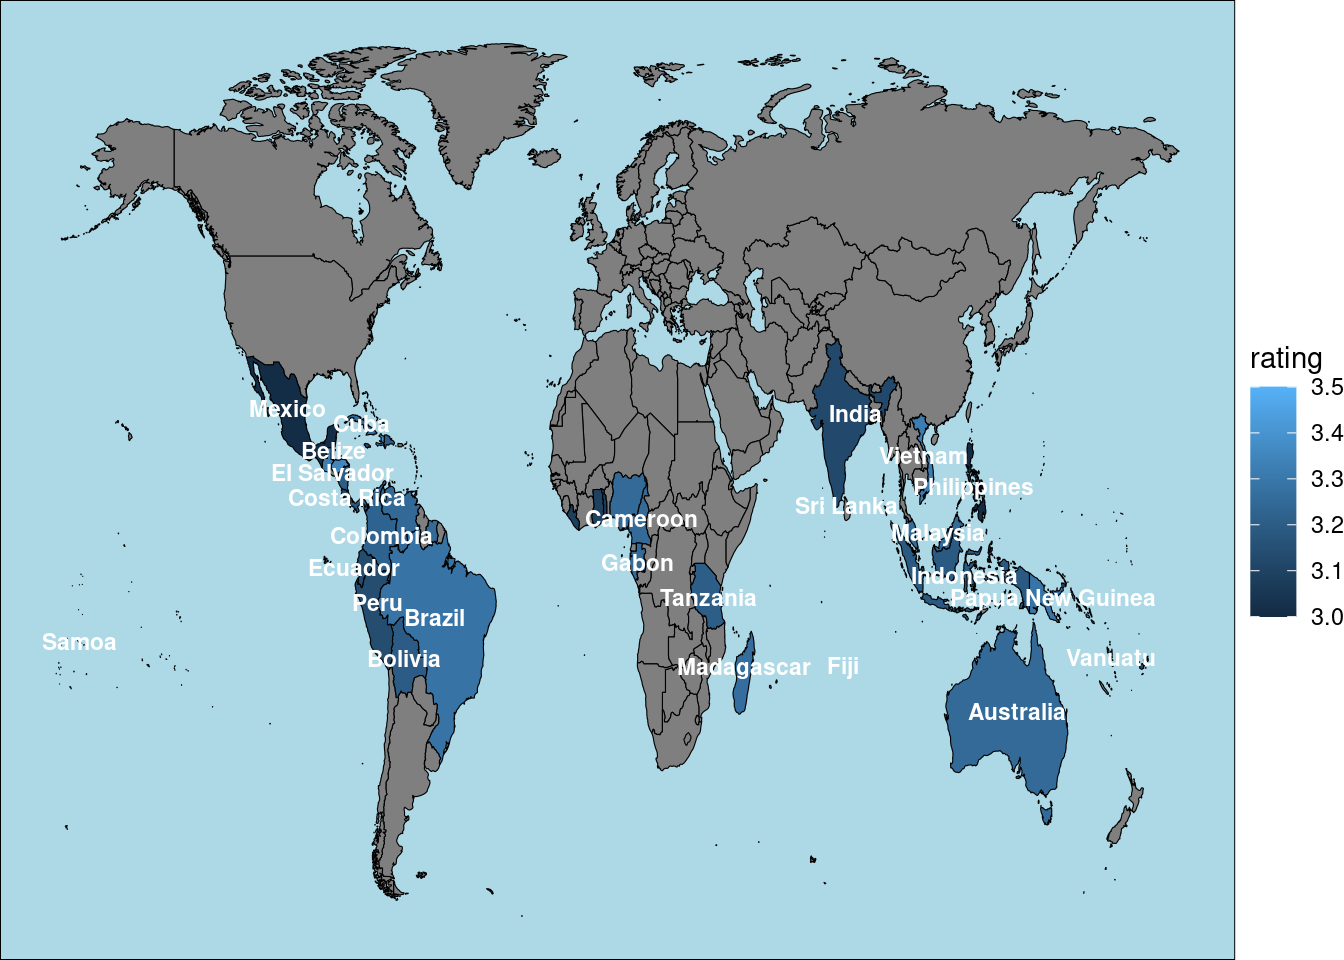 rating
3.5
3.4
3.3
3.2
3.1
3.0
Mexico
Cuba
India
Belize
Vietnam
El Salvador
Philippines
Costa Rica
Sri Lanka
Cameroon
Colombia
Malaysia
Gabon
Ecuador
Indonesia
Peru
Tanzania
Papua New Guinea
Brazil
Samoa
Bolivia
Madagascar
Fiji
Vanuatu
Australia